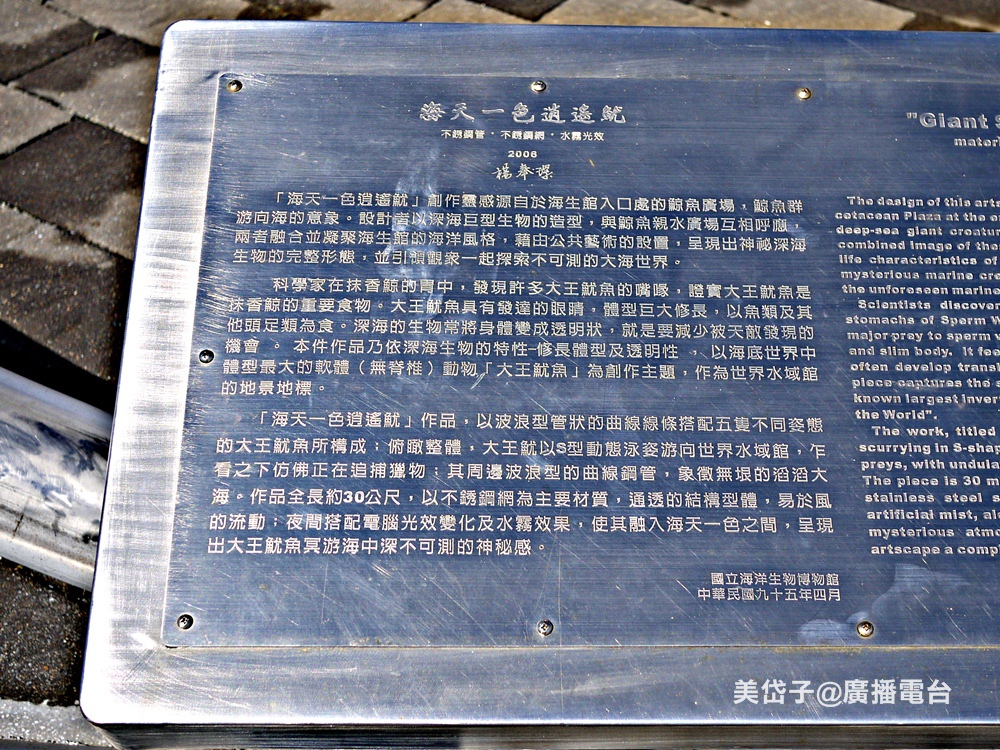 海天一色逍遙魷
不銹鋼管・不銹鋼網・水霧光效
2006
楊奉琛
「海天一色逍遙魷」創作靈感源自於海生館入口處的鯨魚廣場，鯨魚群
游向海的意象。設計者以深海巨型生物的造型，與鯨魚親水廣場互相呼應，
兩者融合並凝聚海生館的海洋風格，藉由公共藝術的設置，呈現出神祕深海
生物的完整形態，並引領觀眾一起探索不可測的大海世界。
科學家在抹香鯨的胃中，發現許多大王魷魚的嘴喙，證實大王魷魚是
抹香鯨的重要食物。大王魷魚具有發達的眼睛，體型巨大修長，以魚類及其
他頭足類為食。深海的生物常將身體變成透明狀，就是要減少被天敵發現的
機會 。 本件作品乃依深海生物的特性-修長體型及透明性 ，以海底世界中
體型最大的軟體（無脊椎）動物「大王魷魚」為創作主題，作為世界水域館
的地景地標。
「海天一色逍遙魷」作品，以波浪型管狀的曲線線條搭配五隻不同姿態
的大王魷魚所構成；俯瞰整體，大王魷以S型動態泳姿游向世界水域館，乍
看之下彷彿正在追捕獵物；其周邊波浪型的曲線鋼管，象徵無垠的滔滔大
海。作品全長約30公尺，以不銹鋼網為主要材質，通透的結構型體，易於風
的流動；夜間搭配電腦光效變化及水霧效果，使其融入海天一色之間，呈現
出大王魷魚冥游海中深不可測的神秘感。
國立海洋生物博物館
中華民國九十五年四月
"Giant S
materi
The design of this arts
cetacean Plaza at the e
deep-sea giant creatur
combined image of the
life characteristics of
mysterious marine cre
the unforeseen marine
Scientists discover
stomachs of Sperm W
major prey to sperm w
and slim body. It feed
often develop transl
piece captures the s
known largest inver
the World".
The work, titled
scurrying in S-shap
preys, with undula
The piece is 30 m
stainless steel s
artificial mist, alo
mysterious atmo
artscape a compl
美岱子@廣播電台